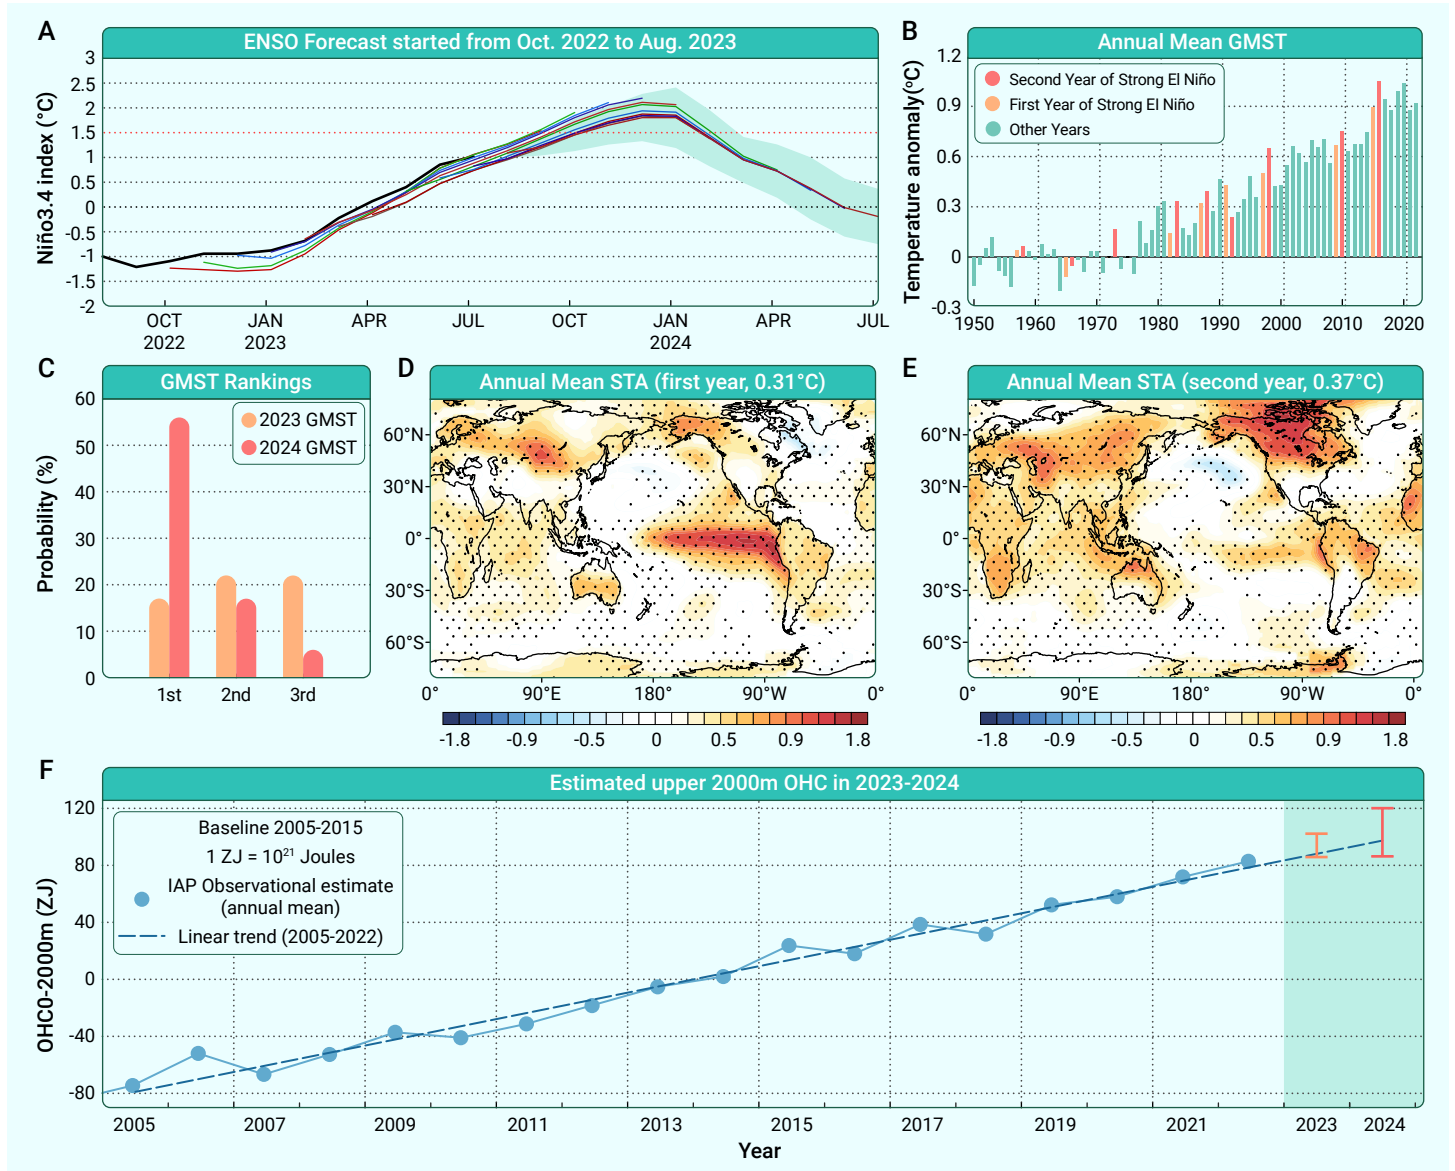 A
ENSO Forecast started from Oct. 2022 to Aug. 2023
Niño3.4 index (°C)
3
2.5
2
1.5
1
0.5
0
-0.5
-1
-1.5
-2
OCT
2022
JAN
2023
APR
JUL
OCT
JAN
2024
APR
JUL
B
Annual Mean GMST
Temperature anomaly(°C)
1.2
0.9
0.6
0.3
0
-0.3
Second Year of Strong El Niño
First Year of Strong El Niño
Other Years
1950
1960
1970
1980
1990
2000
2010
2020
C
GMST Rankings
Probability (%)
60
50
40
30
20
10
0
2023 GMST
2024 GMST
1st
2nd
3rd
D
Annual Mean STA (first year, 0.31°C)
60°N
30°N
0°
30°S
60°S
0°
90°E
180°
90°W
0°
-1.8
-0.9
-0.5
0
0.5
0.9
1.8
E
Annual Mean STA (second year, 0.37°C)
60°N
30°N
0°
30°S
60°S
0°
90°E
180°
90°W
0°
-1.8
-0.9
-0.5
0
0.5
0.9
1.8
F
Estimated upper 2000m OHC in 2023-2024
OHC0-2000m (ZJ)
120
80
40
0
-40
-80
Baseline 2005-2015
1 ZJ = 10²¹ Joules
IAP Observational estimate
(annual mean)
Linear trend (2005-2022)
2005
2007
2009
2011
2013
2015
2017
2019
2021
2023
2024
Year